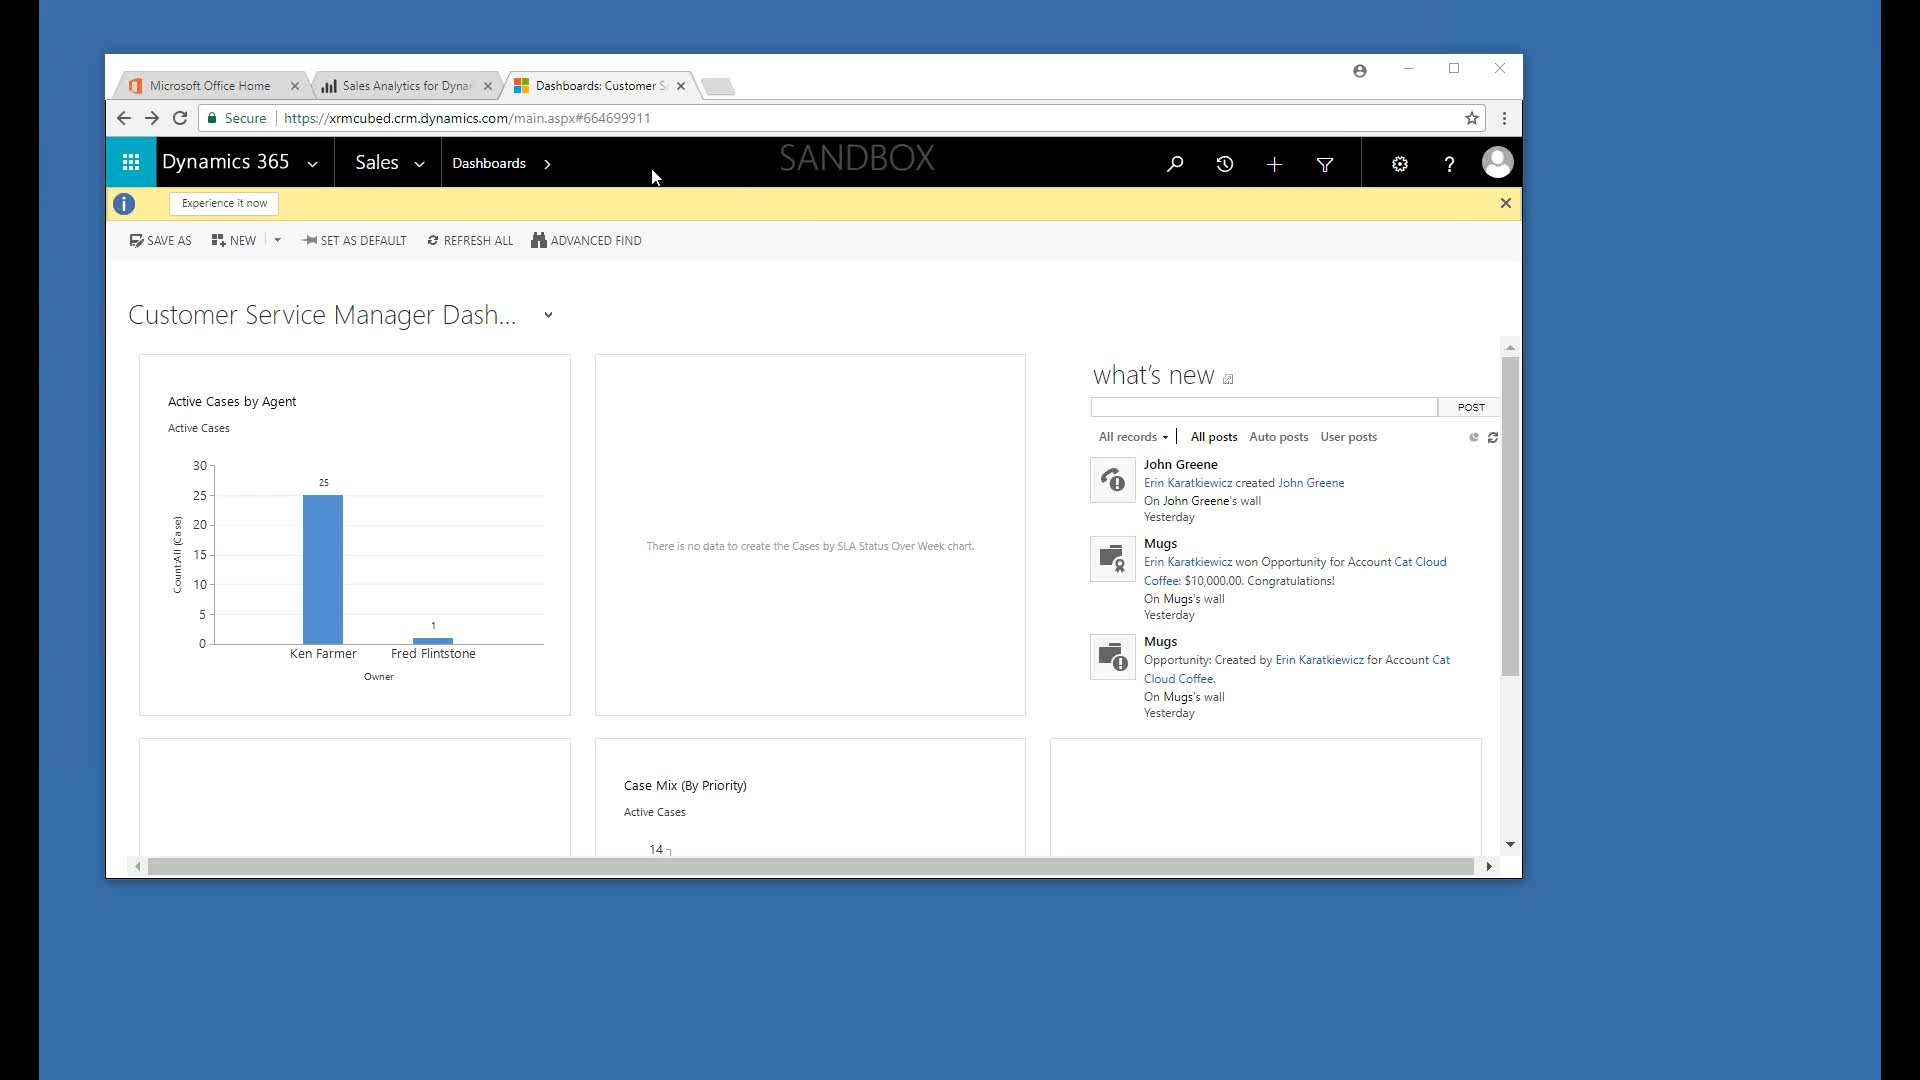 Microsoft Office Home
Sales Analytics for Dynar
Dashboards: Customer S
Secure
https://xrmcubed.crm.dynamics.com/main.aspx#664699911
Dynamics 365
Sales
Dashboards
SANDBOX
Experience it now
SAVE AS
NEW
SET AS DEFAULT
REFRESH ALL
ADVANCED FIND
Customer Service Manager Dash...
Active Cases by Agent
Active Cases
30
25
20
15
10
5
0
CountAll (Case)
25
1
Ken Farmer
Fred Flintstone
Owner
There is no data to create the Cases by SLA Status Over Week chart.
what's new
POST
All records
All posts
Auto posts
User posts
John Greene
Erin Karatkiewicz created John Greene
On John Greene's wall
Yesterday
Mugs
Erin Karatkiewicz won Opportunity for Account Cat Cloud
Coffee: $10,000.00. Congratulations!
On Mugs's wall
Yesterday
Mugs
Opportunity: Created by Erin Karatkiewicz for Account Cat
Cloud Coffee.
On Mugs's wall
Yesterday
Case Mix (By Priority)
Active Cases
14